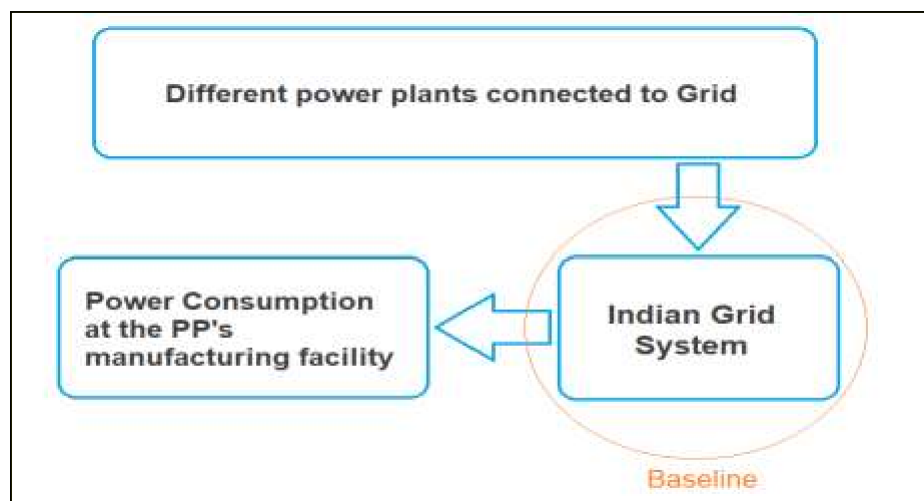 Different power plants connected to Grid
Power Consumption
at the PP's
manufacturing facility
Indian Grid
System
Baseline